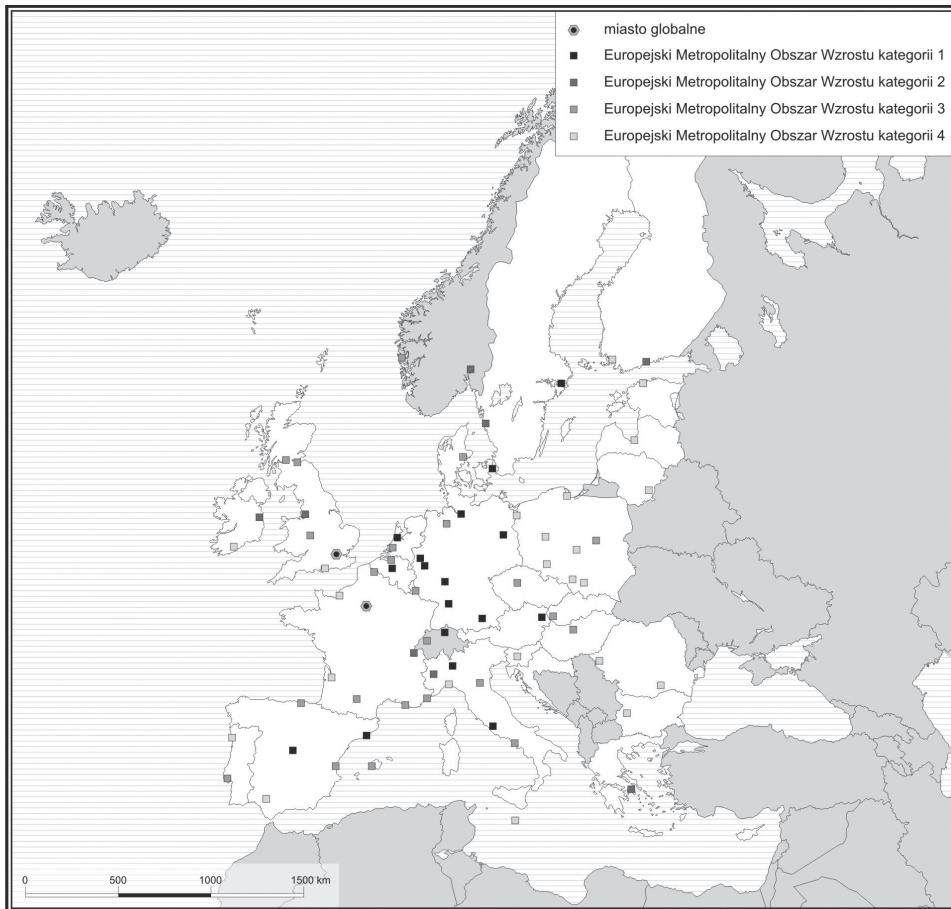 miasto globalne
Europejski Metropolitalny Obszar Wzrostu kategorii 1
Europejski Metropolitalny Obszar Wzrostu kategorii 2
Europejski Metropolitalny Obszar Wzrostu kategorii 3
Europejski Metropolitalny Obszar Wzrostu kategorii 4
0 500 1000 1500 km